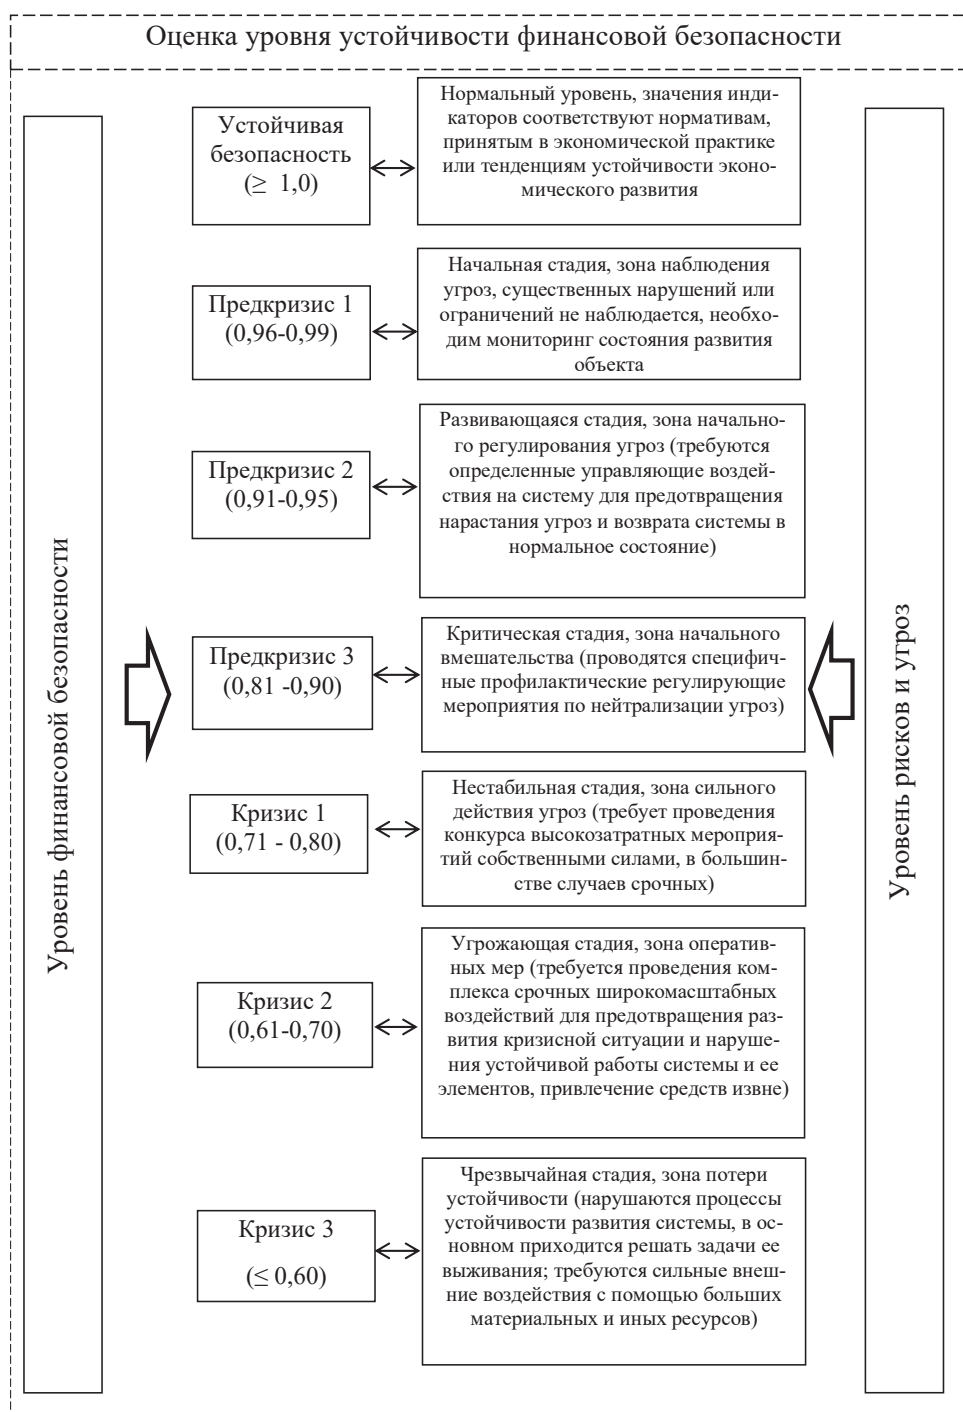 Оценка уровня устойчивости финансовой безопасности
Уровень финансовой безопасности
Устойчивая
безопасность
(≥ 1,0)
Нормальный уровень, значения инди-
каторов соответствуют нормативам,
принятым в экономической практике
или тенденциям устойчивости эконо-
мического развития
Предкризис 1
(0,96-0,99)
Начальная стадия, зона наблюдения
угроз, существенных нарушений или
ограничений не наблюдается, необхо-
дим мониторинг состояния развития
объекта
Предкризис 2
(0,91-0,95)
Развивающаяся стадия, зона начально-
го регулирования угроз (требуются
определенные управляющие воздей-
ствия на систему для предотвращения
нарастания угроз и возврата системы в
нормальное состояние)
Предкризис 3
(0,81 -0,90)
Критическая стадия, зона начального
вмешательства (проводятся специфич-
ные профилактические регулирующие
мероприятия по нейтрализации угроз)
Кризис 1
(0,71 - 0,80)
Нестабильная стадия, зона сильного
действия угроз (требует проведения
конкурса высокозатратных мероприя-
тий собственными силами, в большин-
стве случаев срочных)
Кризис 2
(0,61-0,70)
Угрожающая стадия, зона оператив-
ных мер (требуется проведения ком-
плекса срочных широкомасштабных
воздействий для предотвращения раз-
вития кризисной ситуации и наруше-
ния устойчивой работы системы и ее
элементов, привлечение средств извне)
Кризис 3
(≤ 0,60)
Чрезвычайная стадия, зона потери
устойчивости (нарушаются процессы
устойчивости развития системы, в ос-
новном приходится решать задачи ее
выживания; требуются сильные внеш-
ние воздействия с помощью больших
материальных и иных ресурсов)
Уровень рисков и угроз